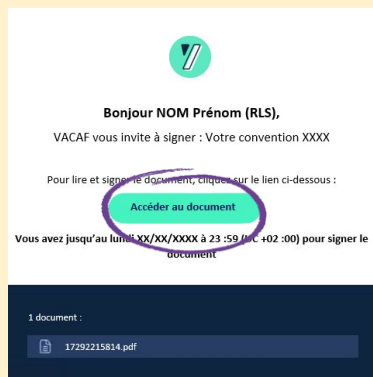 Bonjour NOM Prénom (RLS),
VACAF vous invite à signer : Votre convention XXXX
Pour lire et signer le document, cliquez sur le lien ci-dessous :
Accéder au document
Vous avez jusqu'au lundi XX/XX/XXXX à 23 :59 (UTC +02 :00) pour signer le
document
1 document :
17292215814.pdf